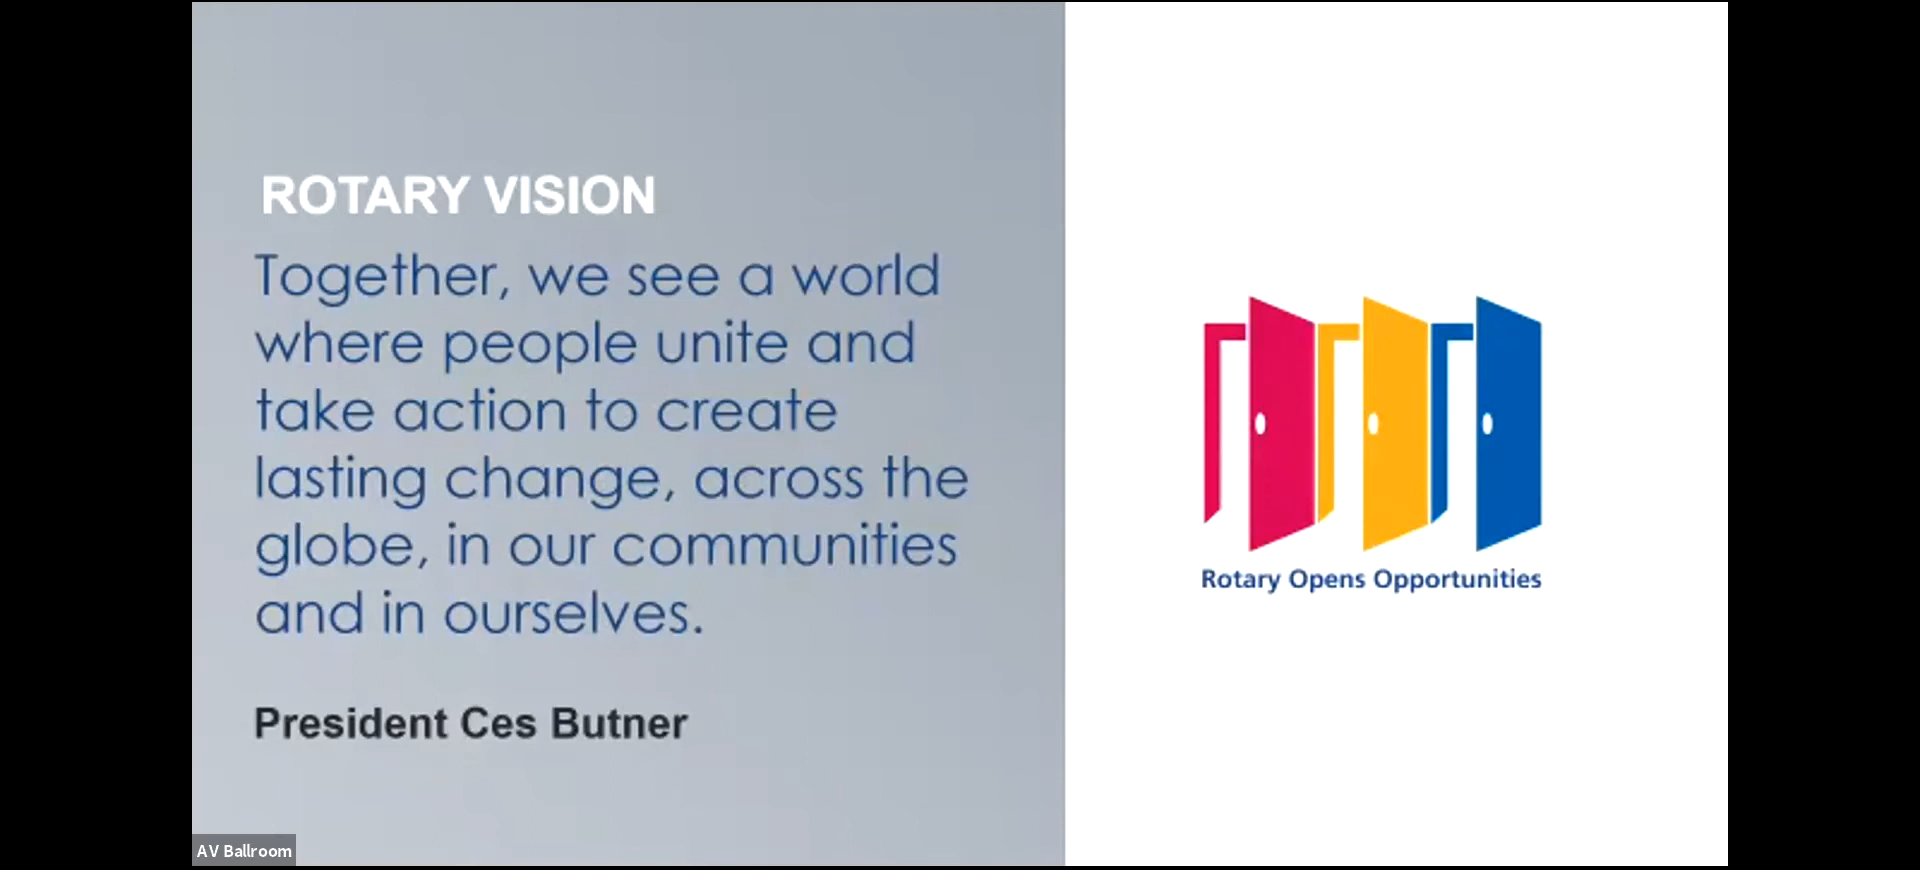 ROTARY VISION
Together, we see a world
where people unite and
take action to create
lasting change, across the
globe, in our communities
and in ourselves.
President Ces Butner
Rotary Opens Opportunities
AV Ballroom